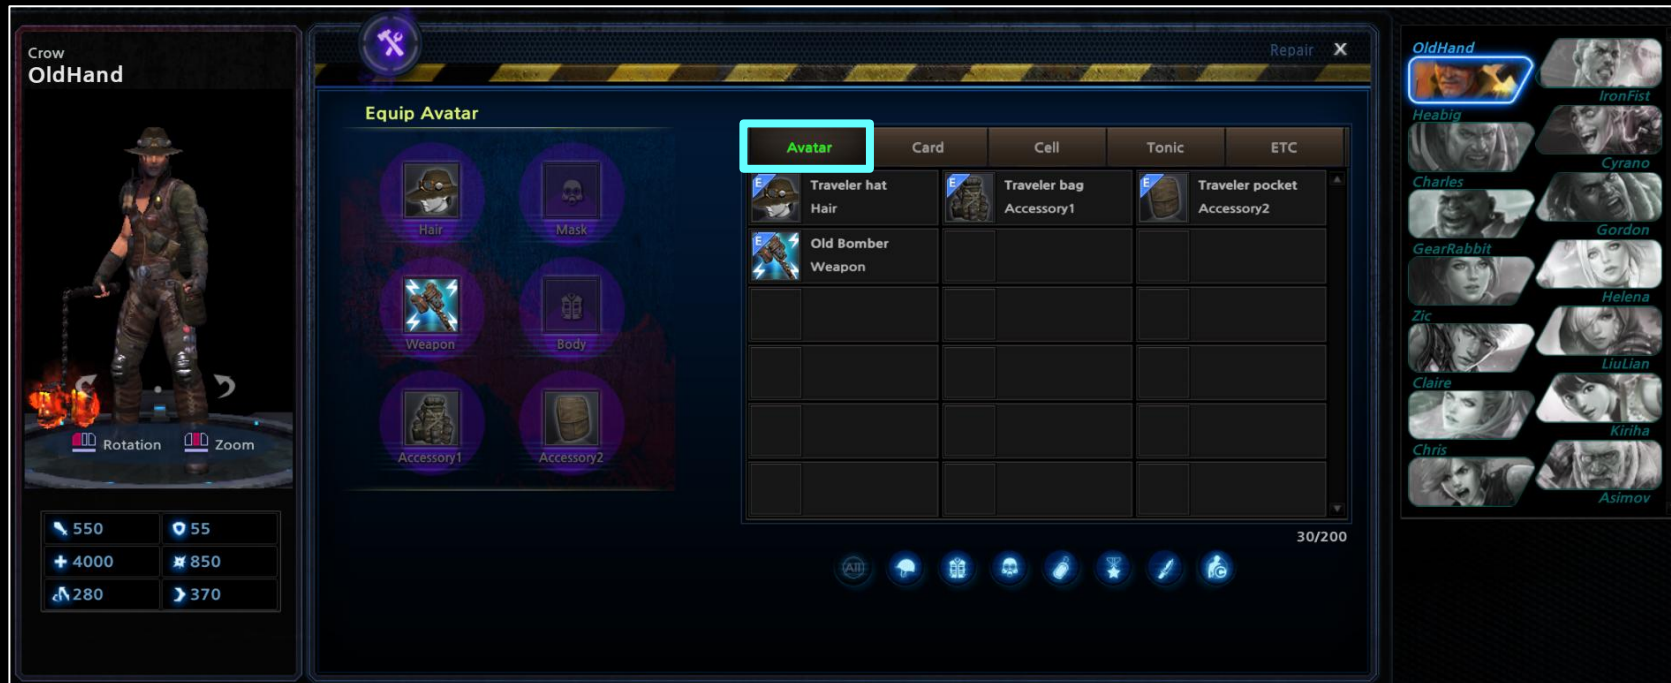 Crow
OldHand
Rotation
Zoom
550
55
4000
850
280
370
Repair X
Equip Avatar
Hair
Mask
Weapon
Body
Accessory1
Accessory2
Avatar
Card
Cell
Tonic
ETC
E
Traveler hat
Hair
E
Traveler bag
Accessory1
E
Traveler pocket
Accessory2
E
Old Bomber
Weapon
30/200
All
C
OldHand
IronFist
Heabig
Cyrano
Charles
Gordon
GearRabbit
Helena
Zic
LiuLian
Claire
Kiriha
Chris
Asimov